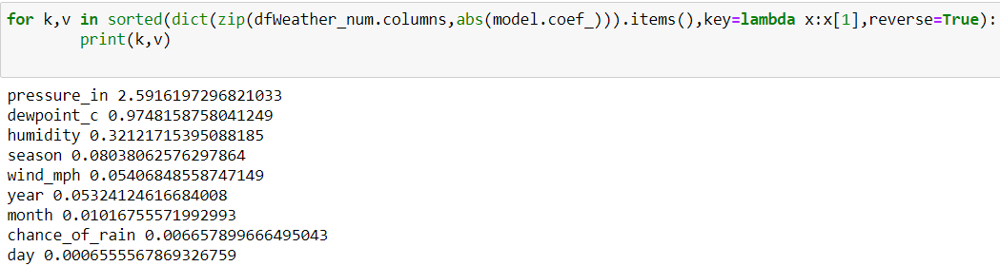 for k,v in sorted(dict(zip(dfWeather_num.columns,abs(model.coef_))).items(),key=lambda x:x[1],reverse=True):
        print(k,v)
pressure_in 2.5916197296821033
dewpoint_c 0.9748158758041249
humidity 0.32121715395088185
season 0.08038062576297864
wind_mph 0.05406848558747149
year 0.05324124616684008
month 0.01016755571992993
chance_of_rain 0.006657899666495043
day 0.0006555567869326759